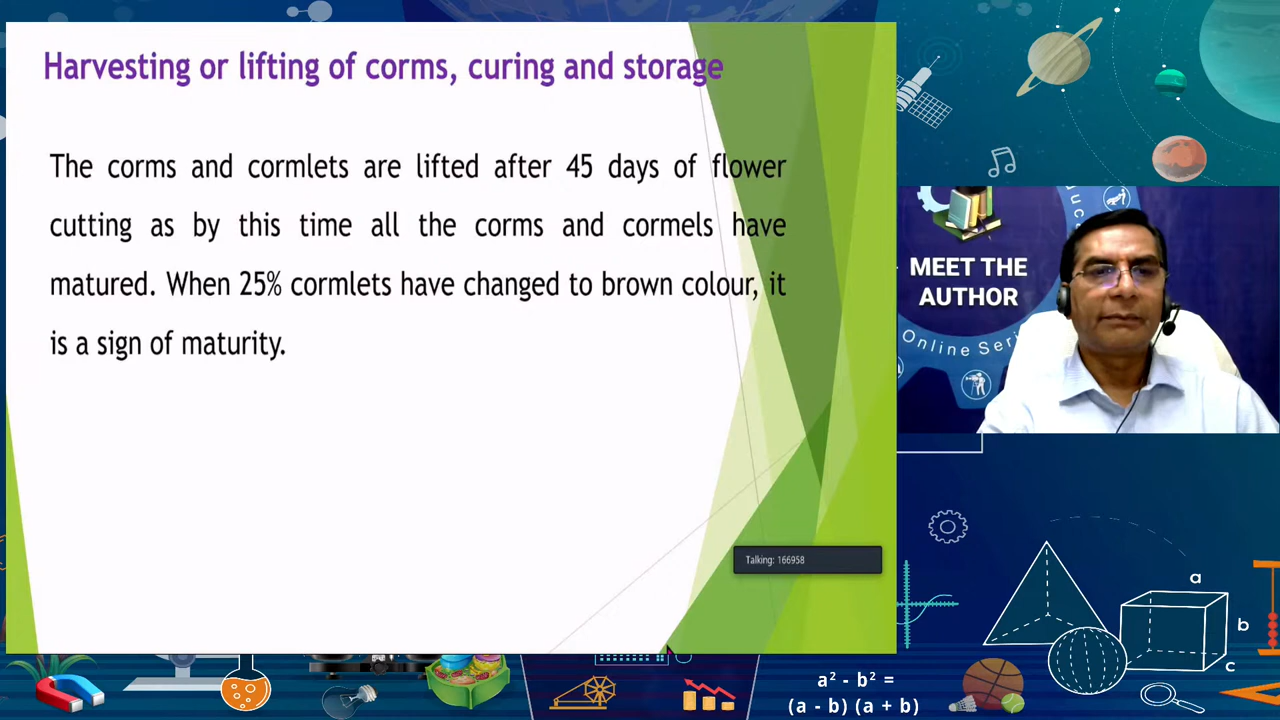 Harvesting or lifting of corms, curing and storage
The corms and cormlets are lifted after 45 days of flower
cutting as by this time all the corms and cormels have
matured. When 25% cormlets have changed to brown colour, it
is a sign of maturity.
MEET THE
AUTHOR
Online Seri
Talking: 166958
a
b
c
a² - b² =
(a - b) (a + b)